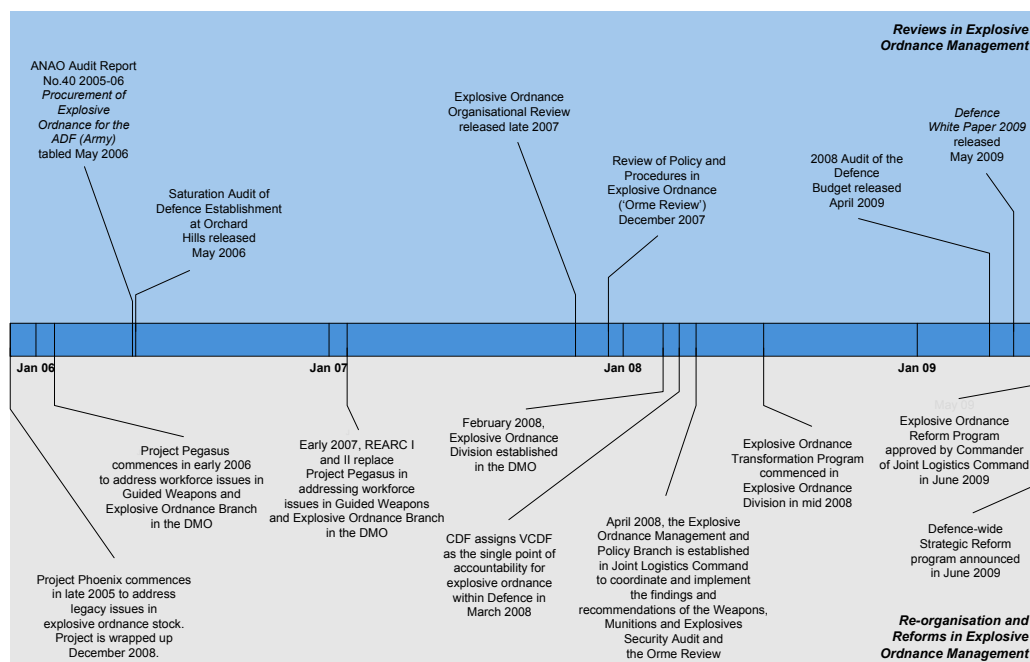 Reviews in Explosive
Ordnance Management
ANAO Audit Report
No.40 2005-06
Procurement of
Explosive
Ordnance for the
ADF (Army)
tabled May 2006
Saturation Audit of
Defence Establishment
at Orchard
Hills released
May 2006
Explosive Ordnance
Organisational Review
released late 2007
Review of Policy and
Procedures in
Explosive Ordnance
(‘Orme Review’)
December 2007
2008 Audit of the
Defence
Budget released
April 2009
Defence
White Paper 2009
released
May 2009
Jan 06
Jan 07
Jan 08
Jan 09
May 09
Project Phoenix commences
in late 2005 to address
legacy issues in
explosive ordnance stock.
Project is wrapped up
December 2008.
Project Pegasus
commences in early 2006
to address workforce issues in
Guided Weapons and
Explosive Ordnance Branch
in the DMO
Early 2007, REARC I
and II replace
Project Pegasus in
addressing workforce
issues in Guided Weapons
and Explosive Ordnance Branch
in the DMO
February 2008,
Explosive Ordnance
Division established
in the DMO
CDF assigns VCDF
as the single point of
accountability for
explosive ordnance
within Defence in
March 2008
April 2008, the Explosive
Ordnance Management and
Policy Branch is established
in Joint Logistics Command
to coordinate and implement
the findings and
recommendations of the Weapons,
Munitions and Explosives
Security Audit and
the Orme Review
Explosive Ordnance
Transformation Program
commenced in
Explosive Ordnance
Division in mid 2008
Explosive Ordnance
Reform Program
approved by Commander
of Joint Logistics Command
in June 2009
Defence-wide
Strategic Reform
program announced
in June 2009
Re-organisation and
Reforms in Explosive
Ordnance Management